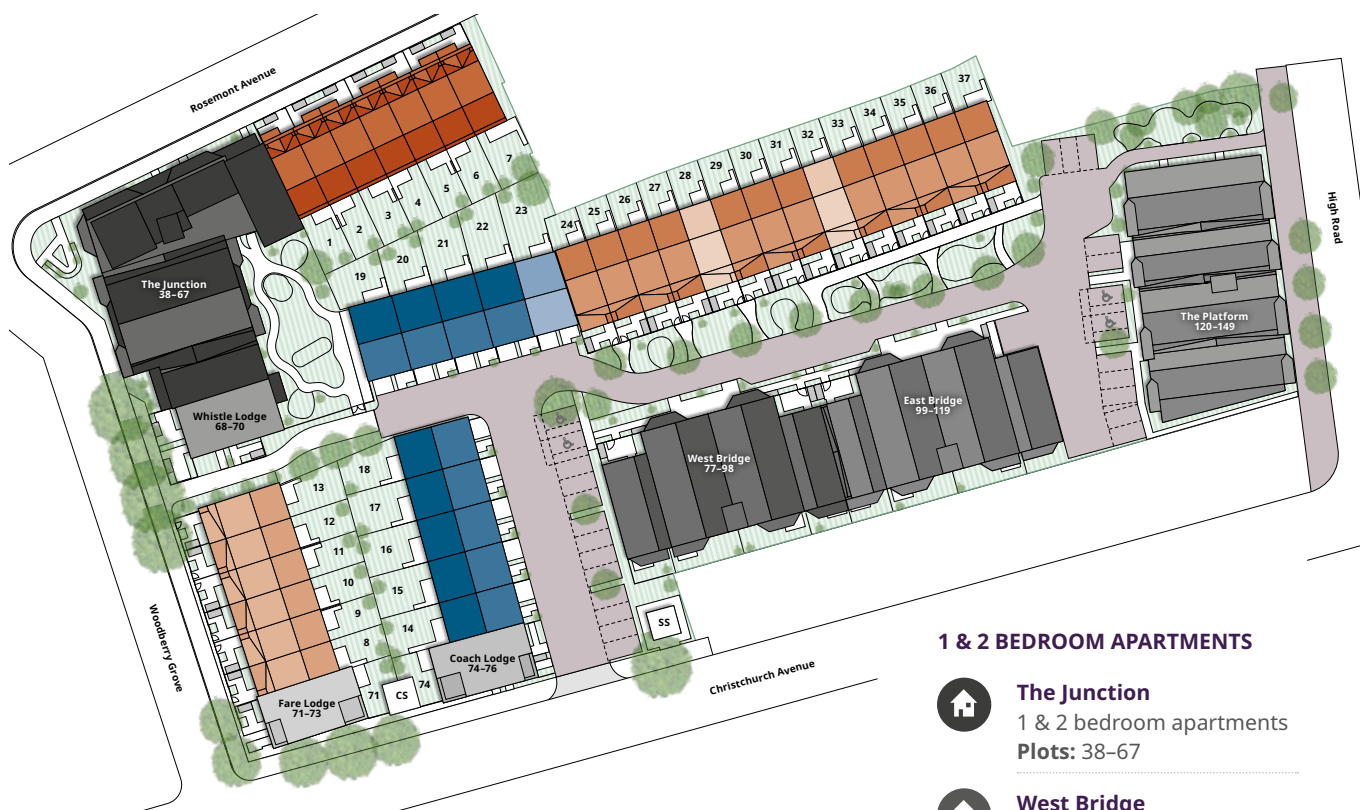 Rosemont Avenue
37
36
35
34
33
32
31
30
29
28
27
26
25
24
7
6
5
4
3
2
1
23
22
21
20
19
High Road
The Junction
38–67
The Platform
120–149
Whistle Lodge
68–70
East Bridge
99–119
West Bridge
77–98
18
13
17
12
16
11
15
10
14
9
8
Woodberry Grove
SS
Coach Lodge
74–76
74
CS
71
Fare Lodge
71–73
Christchurch Avenue
1 & 2 BEDROOM APARTMENTS
The Junction
1 & 2 bedroom apartments
Plots: 38–67
West Bridge